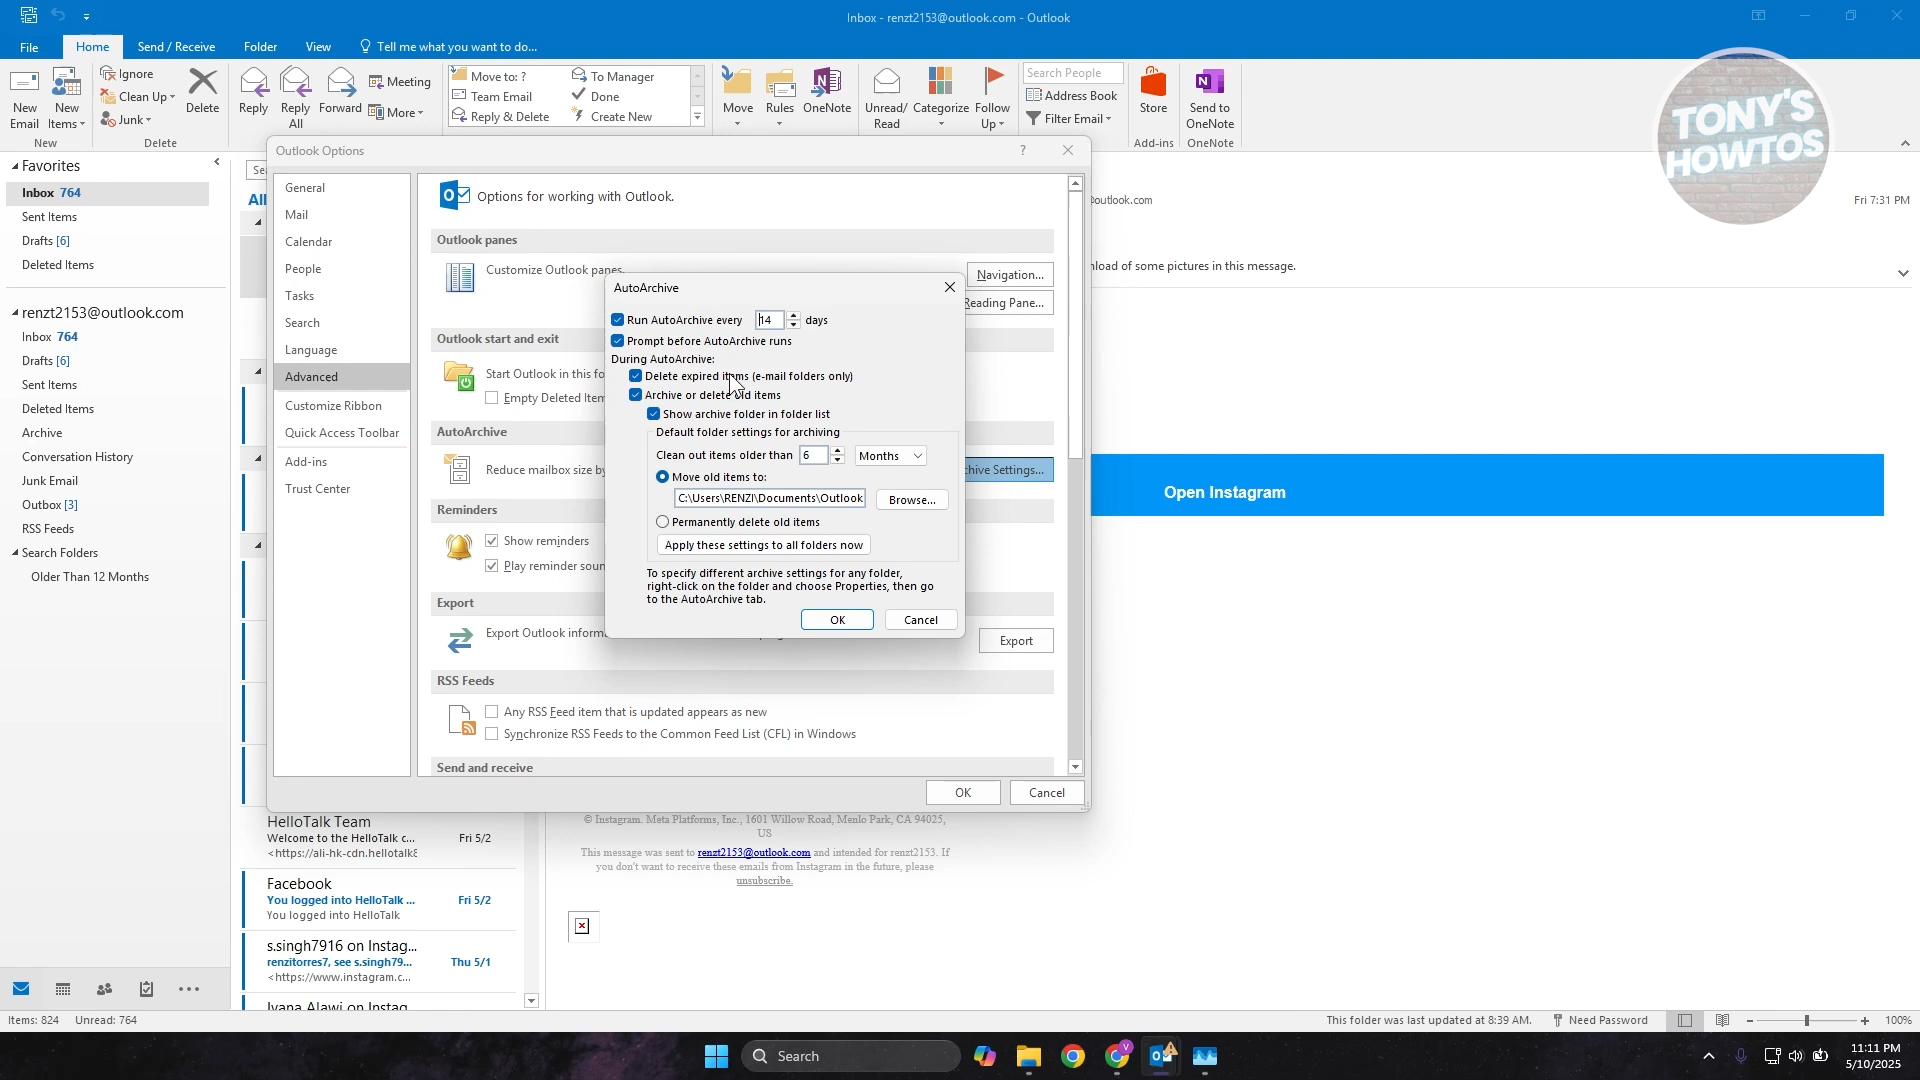 Inbox - renzt2153@outlook.com - Outlook
File
Home
Send / Receive
Folder
View
Tell me what you want to do...
New Email
New Items
Ignore
Clean Up
Junk
Delete
Reply
Reply All
Forward
Meeting
More
Move to: ?
Team Email
Reply & Delete
To Manager
Done
Create New
Move
Rules
OneNote
Unread/ Read
Categorize
Follow Up
Search People
Address Book
Filter Email
Store
Send to OneNote
New
Delete
Add-ins
OneNote
TONY'S
HOWTOS
Favorites
Inbox 764
Sent Items
Drafts [6]
Deleted Items
renzt2153@outlook.com
Inbox 764
Drafts [6]
Sent Items
Deleted Items
Archive
Conversation History
Junk Email
Outbox [3]
RSS Feeds
Search Folders
Older Than 12 Months
All
Outlook Options
?
General
Mail
Calendar
People
Tasks
Search
Language
Advanced
Customize Ribbon
Quick Access Toolbar
Add-ins
Trust Center
Options for working with Outlook.
Outlook panes
Customize Outlook panes.
Navigation...
Reading Pane...
Outlook start and exit
Start Outlook in this fo
Empty Deleted Item
AutoArchive
Reduce mailbox size by
hive Settings...
Reminders
Show reminders
Play reminder soun
Export
Export Outlook inform
Export
RSS Feeds
Any RSS Feed item that is updated appears as new
Synchronize RSS Feeds to the Common Feed List (CFL) in Windows
Send and receive
OK
Cancel
AutoArchive
Run AutoArchive every 14 days
Prompt before AutoArchive runs
During AutoArchive:
Delete expired items (e-mail folders only)
Archive or delete old items
Show archive folder in folder list
Default folder settings for archiving
Clean out items older than 6 Months
Move old items to:
C:\Users\RENZI\Documents\Outlook
Browse...
Permanently delete old items
Apply these settings to all folders now
To specify different archive settings for any folder,
right-click on the folder and choose Properties, then go
to the AutoArchive tab.
OK
Cancel
outlook.com
Fri 7:31 PM
nload of some pictures in this message.
Open Instagram
HelloTalk Team
Welcome to the HelloTalk c...
Fri 5/2
<https://ali-hk-cdn.hellotalk8
Facebook
You logged into HelloTalk ...
Fri 5/2
You logged into HelloTalk
s.singh7916 on Instag...
renzitorres7, see s.singh79...
Thu 5/1
<https://www.instagram.c...
Ivana Alawi on Instag
© Instagram. Meta Platforms, Inc., 1601 Willow Road, Menlo Park, CA 94025,
US
This message was sent to renzt2153@outlook.com and intended for renzt2153. If
you don't want to receive these emails from Instagram in the future, please
unsubscribe.
Items: 824
Unread: 764
This folder was last updated at 8:39 AM.
Need Password
100%
Search
11:11 PM
5/10/2025